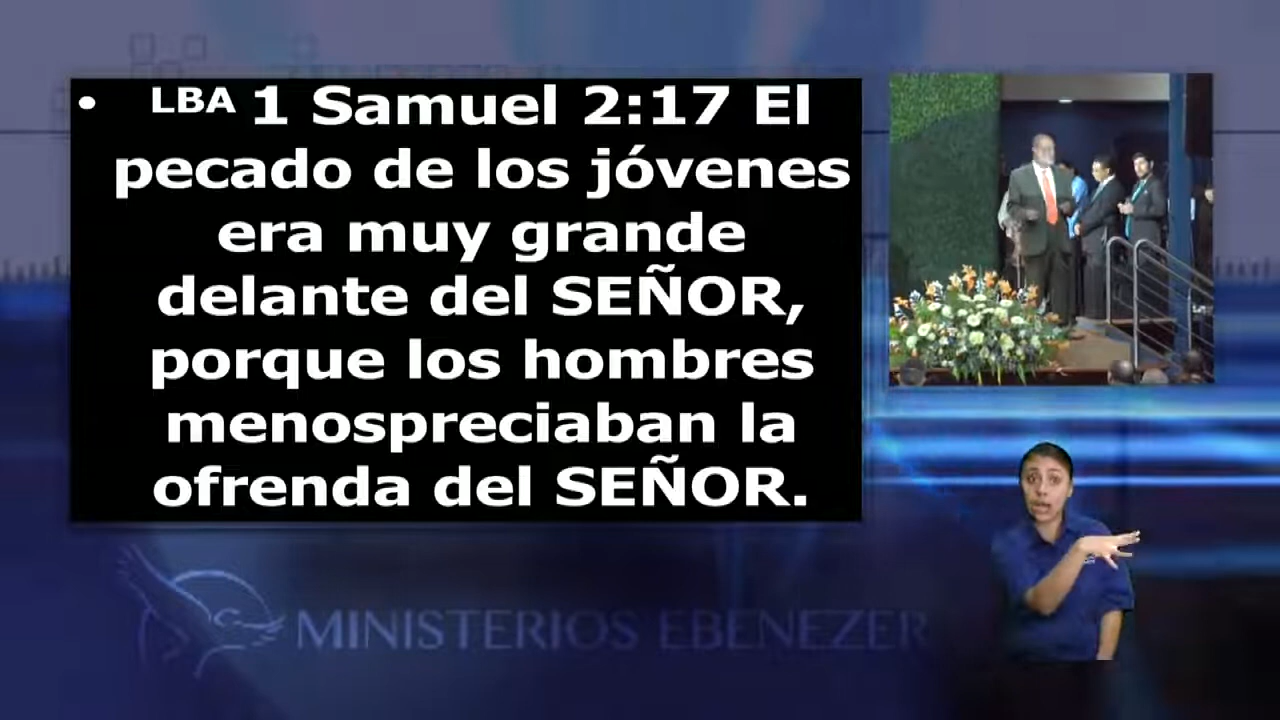 • LBA 1 Samuel 2:17 El
pecado de los jóvenes
era muy grande
delante del SEÑOR,
porque los hombres
menospreciaban la
ofrenda del SEÑOR.
MINISTERIOS EBENEZER